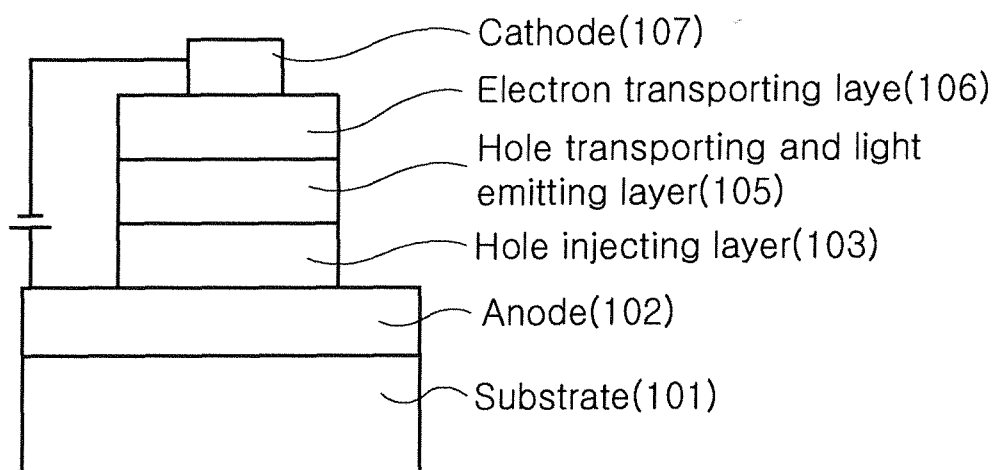 Cathode(107)
Electron transporting laye(106)
Hole transporting and light
emitting layer(105)
Hole injecting layer(103)
Anode(102)
Substrate(101)